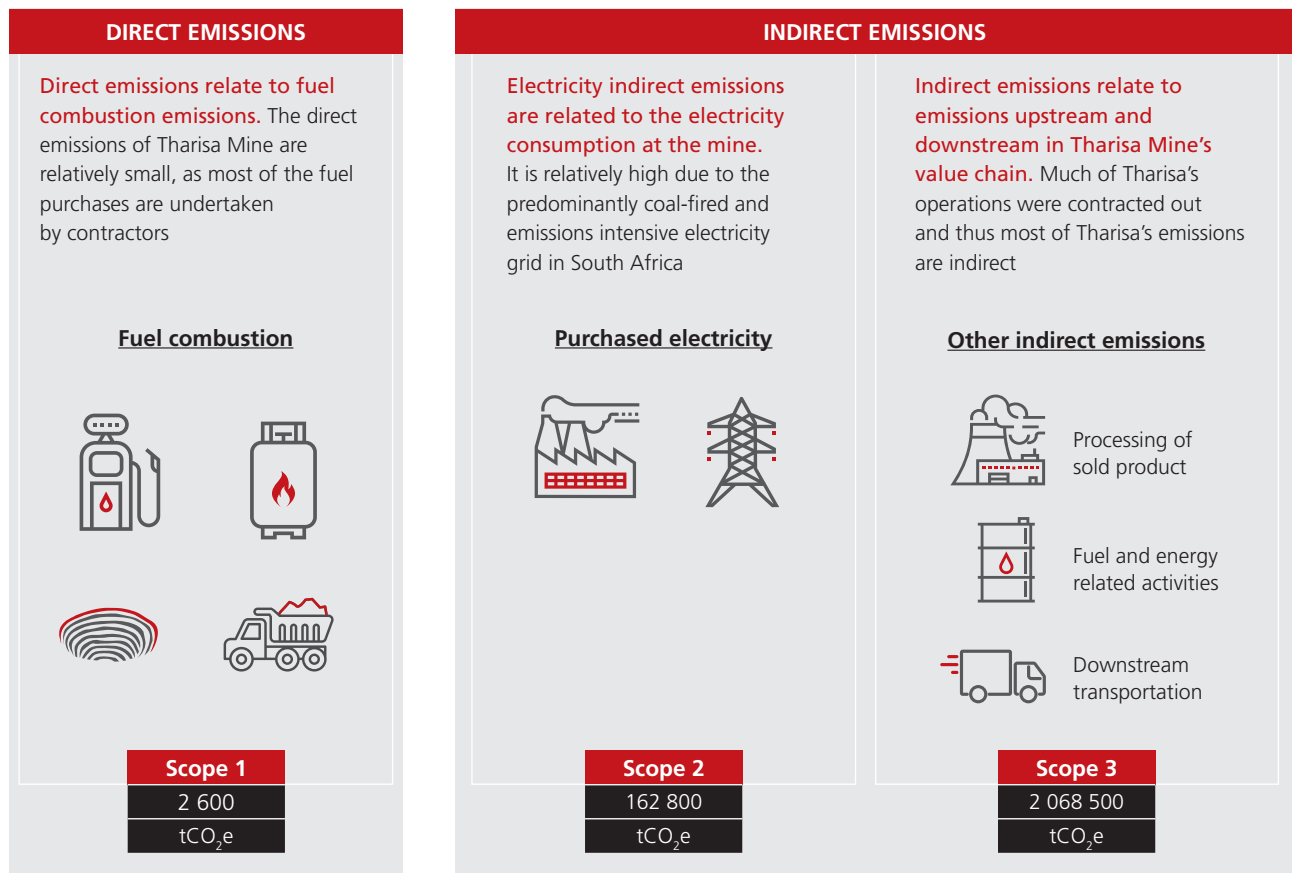 DIRECT EMISSIONS
Direct emissions relate to fuel
combustion emissions. The direct
emissions of Tharisa Mine are
relatively small, as most of the fuel
purchases are undertaken
by contractors
Fuel combustion
Scope 1
2 600
tCO₂e
INDIRECT EMISSIONS
Electricity indirect emissions
are related to the electricity
consumption at the mine.
It is relatively high due to the
predominantly coal-fired and
emissions intensive electricity
grid in South Africa
Purchased electricity
Scope 2
162 800
tCO₂e
Indirect emissions relate to
emissions upstream and
downstream in Tharisa Mine’s
value chain. Much of Tharisa’s
operations were contracted out
and thus most of Tharisa’s emissions
are indirect
Other indirect emissions
Processing of
sold product
Fuel and energy
related activities
Downstream
transportation
Scope 3
2 068 500
tCO₂e